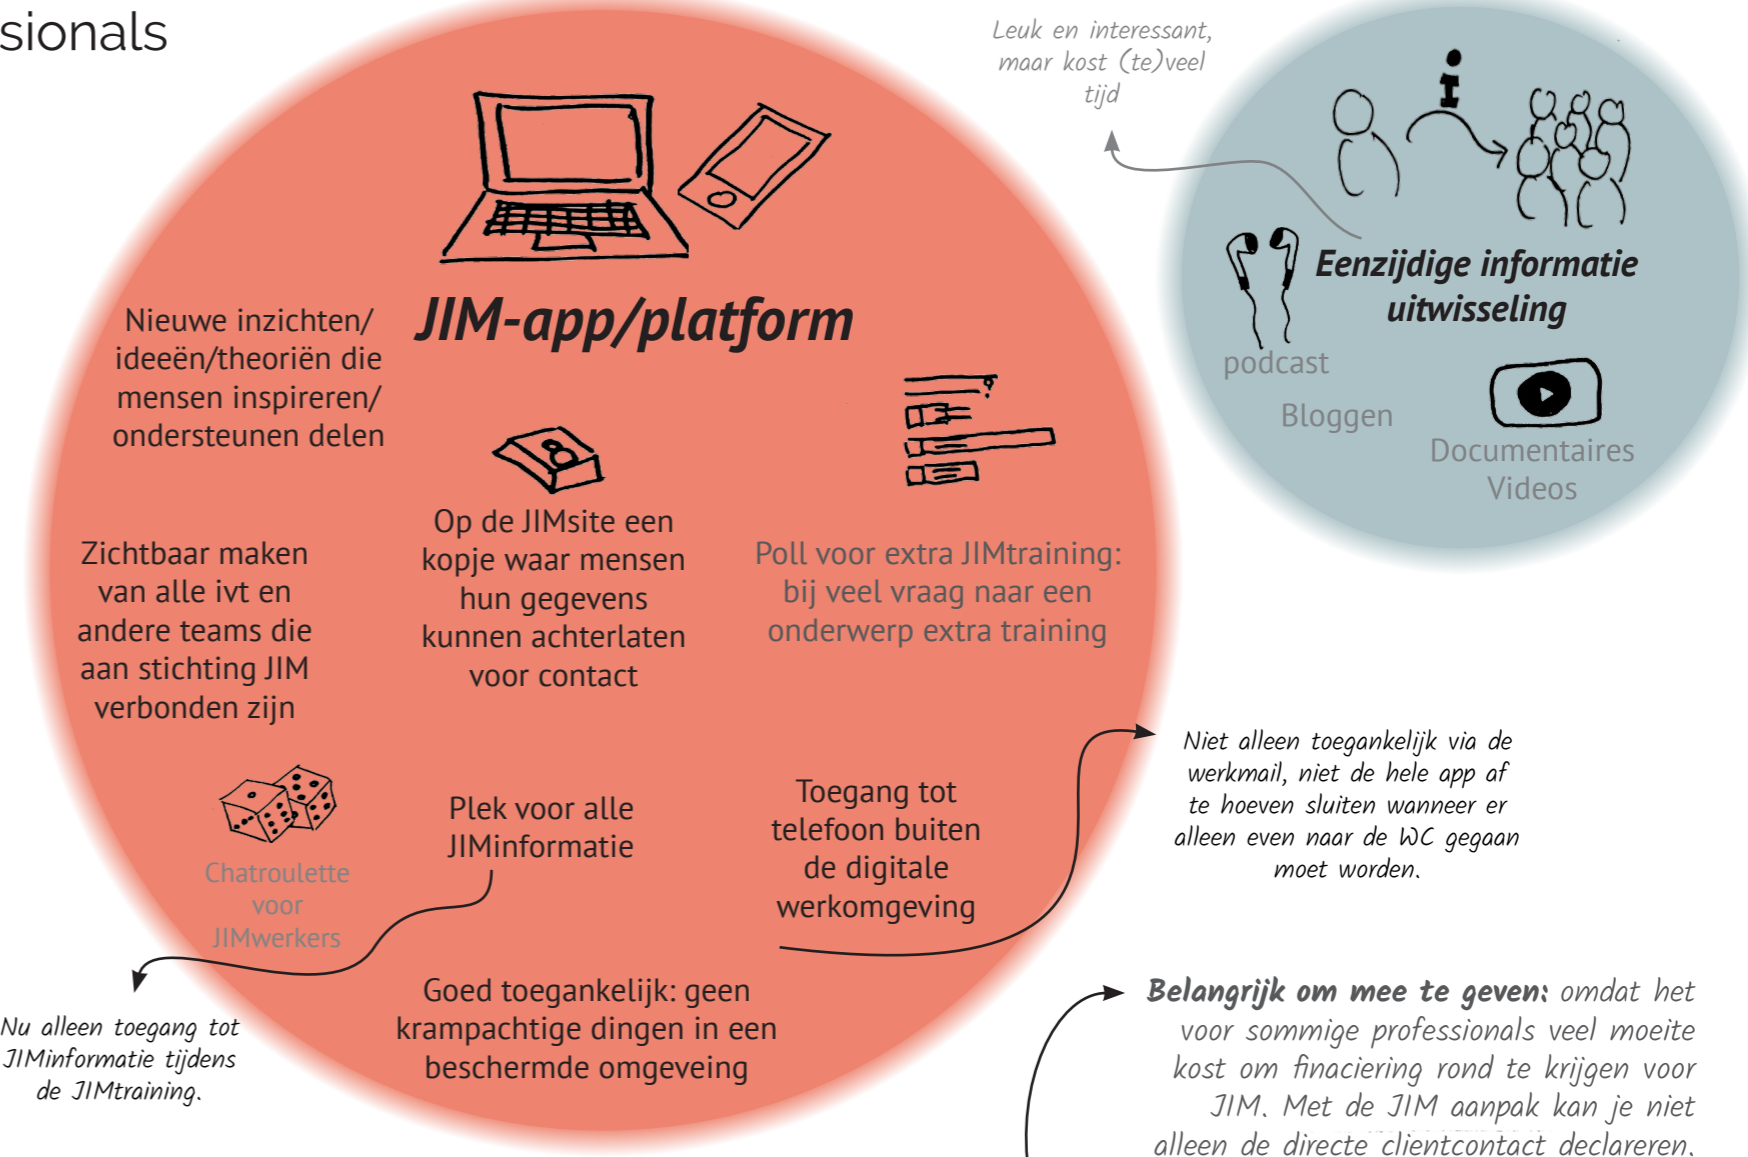 sionals
Leuk en interessant,
maar kost (te)veel
tijd
i
Eenzijdige informatie
uitwisseling
podcast
Bloggen
Documentaires
Videos
JIM-app/platform
Nieuwe inzichten/
ideeën/theoriën die
mensen inspireren/
ondersteunen delen
Zichtbaar maken
van alle ivt en
andere teams die
aan stichting JIM
verbonden zijn
Op de JIMsite een
kopje waar mensen
hun gegevens
kunnen achterlaten
voor contact
Poll voor extra JIMtraining:
bij veel vraag naar een
onderwerp extra training
Chatroulette
voor
JIMwerkers
Plek voor alle
JIMinformatie
Toegang tot
telefoon buiten
de digitale
werkomgeving
Niet alleen toegankelijk via de
werkmail, niet de hele app af
te hoeven sluiten wanneer er
alleen even naar de WC gegaan
moet worden.
Goed toegankelijk: geen
krampachtige dingen in een
beschermde omgeveing
Nu alleen toegang tot
JIMinformatie tijdens
de JIMtraining.
Belangrijk om mee te geven: omdat het
voor sommige professionals veel moeite
kost om finaciering rond te krijgen voor
JIM. Met de JIM aanpak kan je niet
alleen de directe clientcontact declareren.